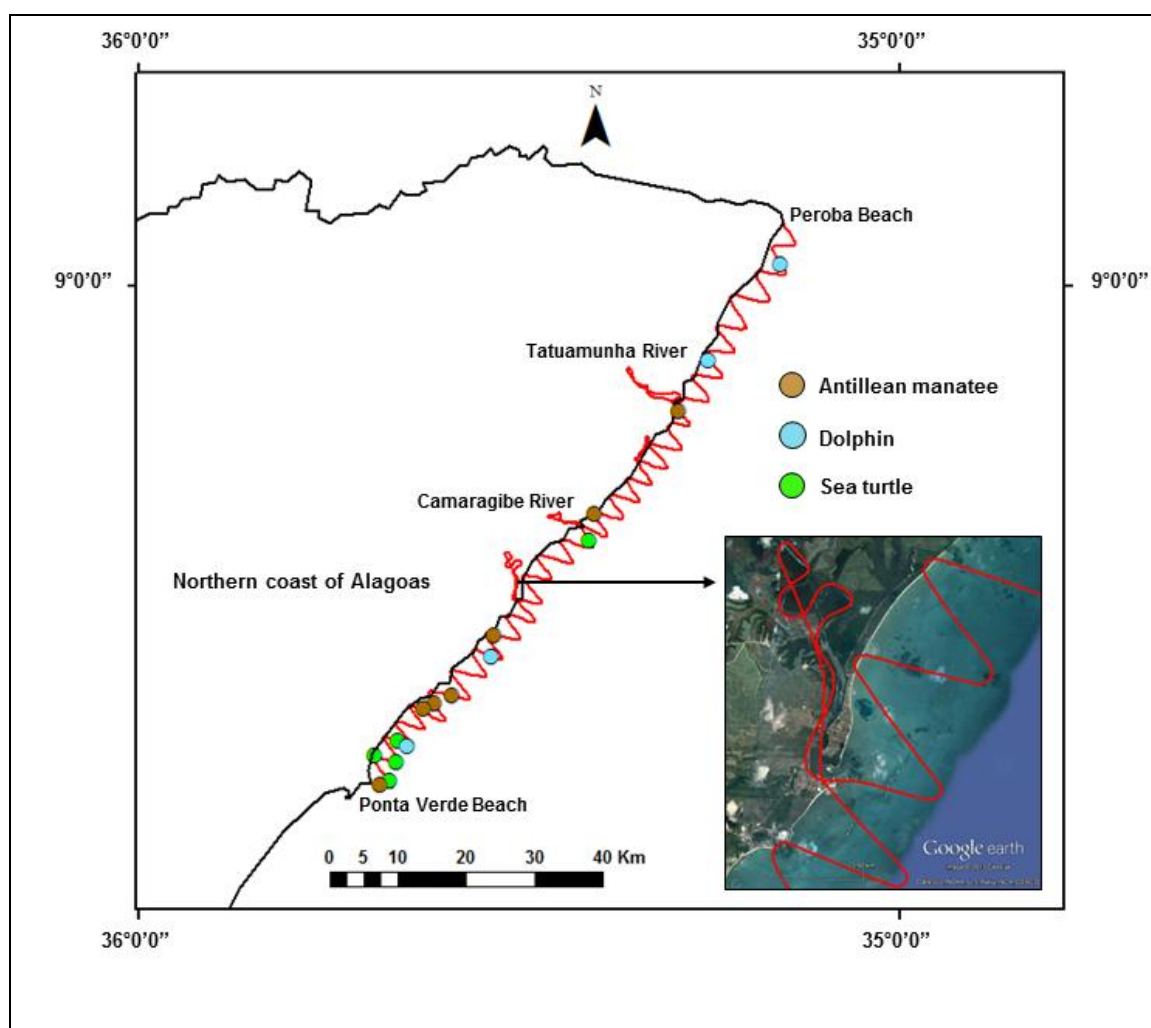 36°0'0” 35°0'0”
N
Peroba Beach
9°0'0” 9°0'0”
Tatuamunha River
Antillean manatee
Dolphin
Sea turtle
Camaragibe River
Northern coast of Alagoas
Ponta Verde Beach
0 5 10 20 30 40 Km
Google earth
36°0'0” 35°0'0”